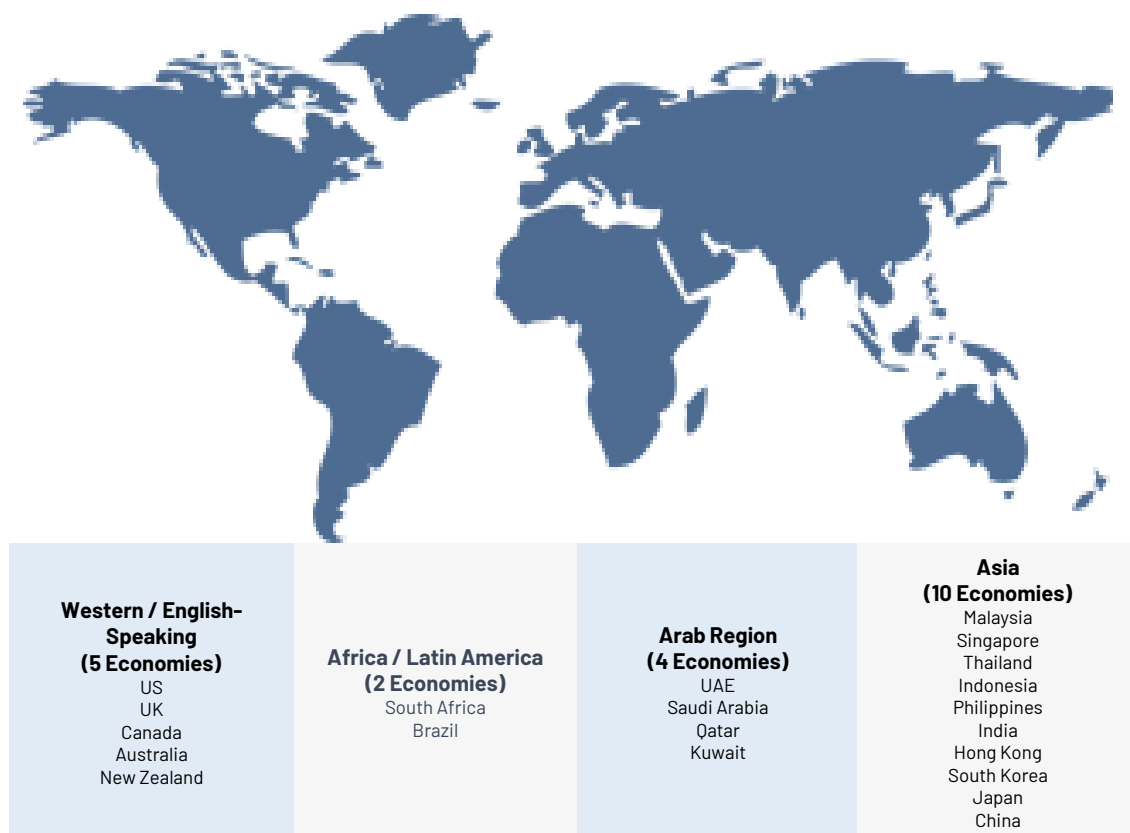 Western / English-
Speaking
(5 Economies)
US
UK
Canada
Australia
New Zealand
Africa / Latin America
(2 Economies)
South Africa
Brazil
Arab Region
(4 Economies)
UAE
Saudi Arabia
Qatar
Kuwait
Asia
(10 Economies)
Malaysia
Singapore
Thailand
Indonesia
Philippines
India
Hong Kong
South Korea
Japan
China